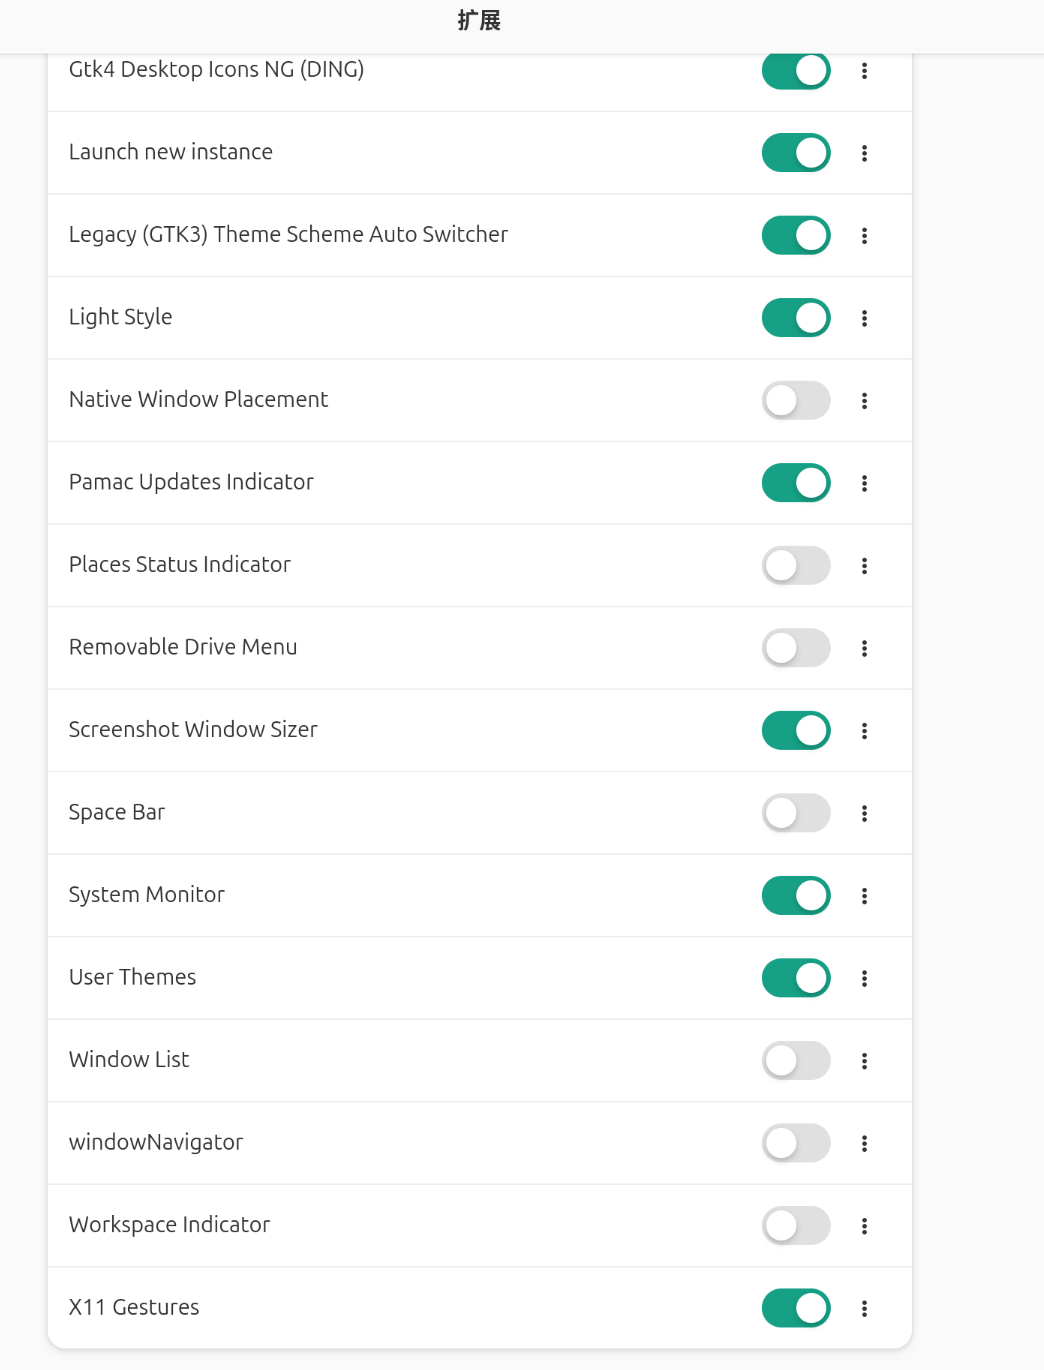 扩展
Gtk4 Desktop Icons NG (DING)
Launch new instance
Legacy (GTK3) Theme Scheme Auto Switcher
Light Style
Native Window Placement
Pamac Updates Indicator
Places Status Indicator
Removable Drive Menu
Screenshot Window Sizer
Space Bar
System Monitor
User Themes
Window List
windowNavigator
Workspace Indicator
X11 Gestures